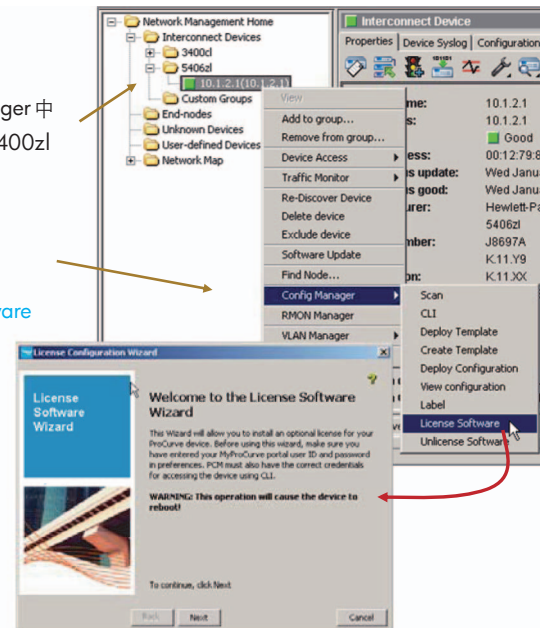 ger 中
400zl
are
Network Management Home
Interconnect Devices
3400cl
5406zl
10.1.2.1(10.1.2.1)
Custom Groups
End-nodes
Unknown Devices
User-defined Devices
Network Map
Interconnect Device
Properties Device Syslog Configuration
me: 10.1.2.1
s: 10.1.2.1
Good
ess: 00:12:79:8
s update: Wed Janu
s good: Wed Janu
urer: Hewlett-Pa
5406zl
mber: J8697A
K.11.Y9
on: K.11.XX
View
Add to group...
Remove from group...
Device Access
Traffic Monitor
Re-Discover Device
Delete device
Exclude device
Software Update
Find Node...
Config Manager
RMON Manager
VLAN Manager
Scan
CLI
Deploy Template
Create Template
Deploy Configuration
View configuration
Label
License Software
Unlicense Software
License Configuration Wizard
License
Software
Wizard
Welcome to the License Software
Wizard
This Wizard will allow you to install an optional license for your
ProCurve device. Before using this wizard, make sure you
have entered your MyProCurve portal user ID and password
in preferences. PCM must also have the correct credentials
for accessing the device using CLI.
WARNING: This operation will cause the device to
reboot!
To continue, click Next
Back Next Cancel